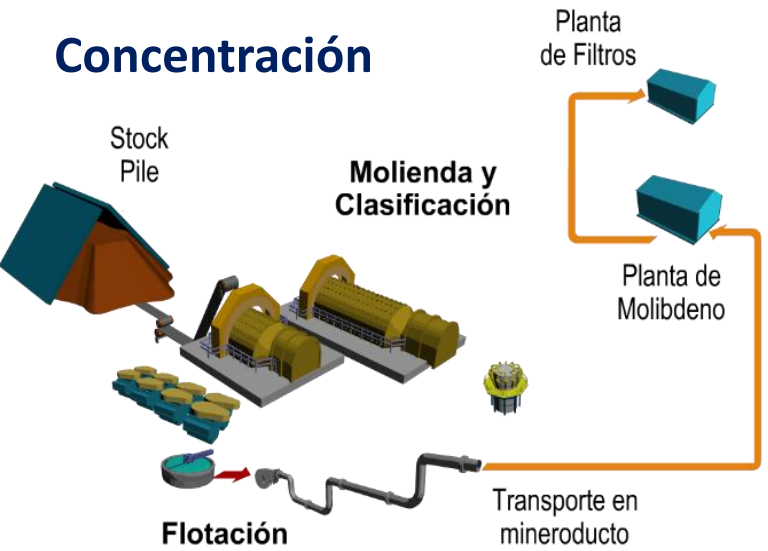 Concentración
Planta
de Filtros
Stock
Pile
Molienda y
Clasificación
Planta de
Molibdeno
Transporte en
mineroducto
Flotación